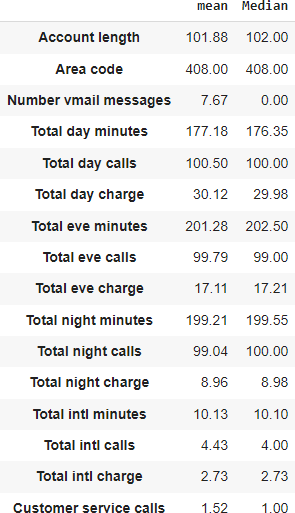 mean Median
Account length 101.88 102.00
Area code 408.00 408.00
Number vmail messages 7.67 0.00
Total day minutes 177.18 176.35
Total day calls 100.50 100.00
Total day charge 30.12 29.98
Total eve minutes 201.28 202.50
Total eve calls 99.79 99.00
Total eve charge 17.11 17.21
Total night minutes 199.21 199.55
Total night calls 99.04 100.00
Total night charge 8.96 8.98
Total intl minutes 10.13 10.10
Total intl calls 4.43 4.00
Total intl charge 2.73 2.73
Customer service calls 1.52 1.00